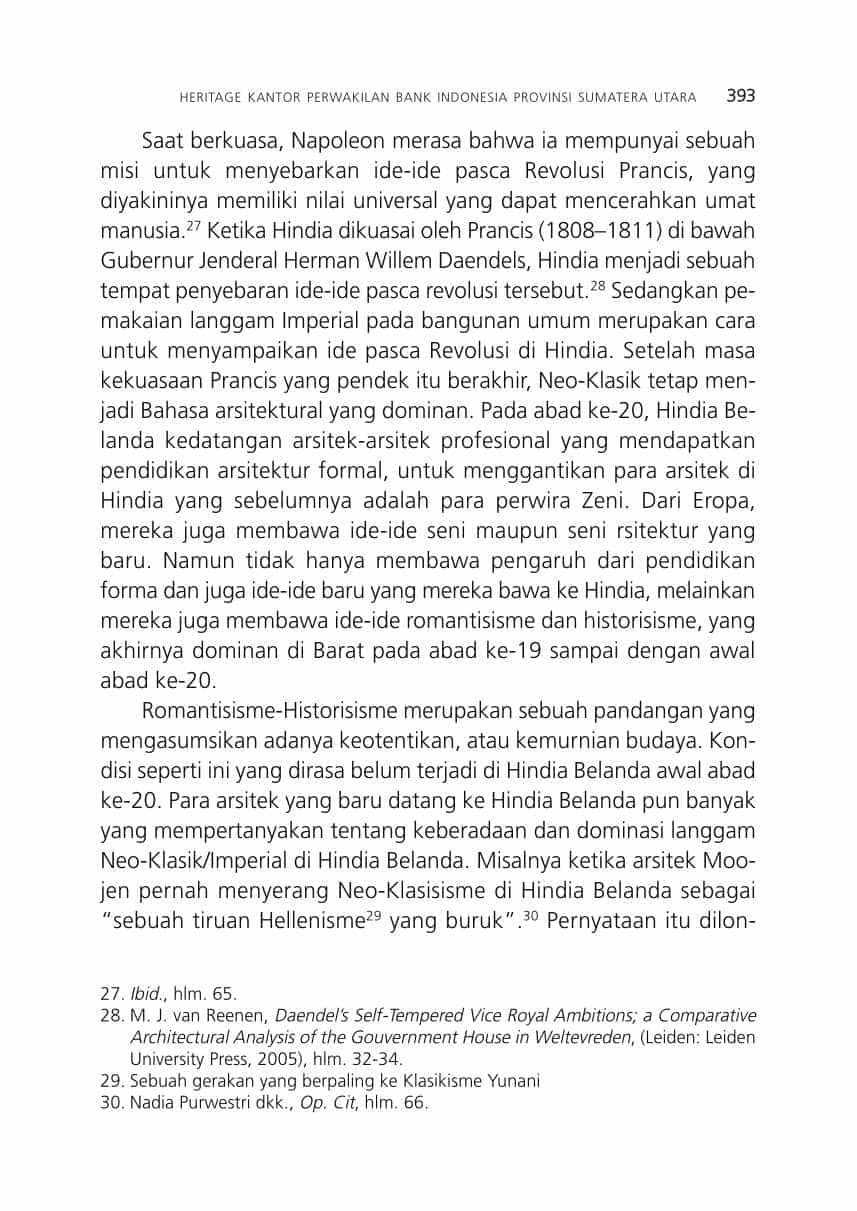 HERITAGE KANTOR PERWAKILAN BANK INDONESIA PROVINSI SUMATERA UTARA 393
Saat berkuasa, Napoleon merasa bahwa ia mempunyai sebuah
misi untuk menyebarkan ide-ide pasca Revolusi Prancis, yang
diyakininya memiliki nilai universal yang dapat mencerahkan umat
manusia.27 Ketika Hindia dikuasai oleh Prancis (1808–1811) di bawah
Gubernur Jenderal Herman Willem Daendels, Hindia menjadi sebuah
tempat penyebaran ide-ide pasca revolusi tersebut.28 Sedangkan pe-
makaian langgam Imperial pada bangunan umum merupakan cara
untuk menyampaikan ide pasca Revolusi di Hindia. Setelah masa
kekuasaan Prancis yang pendek itu berakhir, Neo-Klasik tetap men-
jadi Bahasa arsitektural yang dominan. Pada abad ke-20, Hindia Be-
landa kedatangan arsitek-arsitek profesional yang mendapatkan
pendidikan arsitektur formal, untuk menggantikan para arsitek di
Hindia yang sebelumnya adalah para perwira Zeni. Dari Eropa,
mereka juga membawa ide-ide seni maupun seni rsitektur yang
baru. Namun tidak hanya membawa pengaruh dari pendidikan
forma dan juga ide-ide baru yang mereka bawa ke Hindia, melainkan
mereka juga membawa ide-ide romantisisme dan historisisme, yang
akhirnya dominan di Barat pada abad ke-19 sampai dengan awal
abad ke-20.
Romantisisme-Historisisme merupakan sebuah pandangan yang
mengasumsikan adanya keotentikan, atau kemurnian budaya. Kon-
disi seperti ini yang dirasa belum terjadi di Hindia Belanda awal abad
ke-20. Para arsitek yang baru datang ke Hindia Belanda pun banyak
yang mempertanyakan tentang keberadaan dan dominasi langgam
Neo-Klasik/Imperial di Hindia Belanda. Misalnya ketika arsitek Moo-
jen pernah menyerang Neo-Klasisisme di Hindia Belanda sebagai
“sebuah tiruan Hellenisme29 yang buruk”.30 Pernyataan itu dilon-
27. Ibid., hlm. 65.
28. M. J. van Reenen, Daendel’s Self-Tempered Vice Royal Ambitions; a Comparative
Architectural Analysis of the Gouvernment House in Weltevreden, (Leiden: Leiden
University Press, 2005), hlm. 32-34.
29. Sebuah gerakan yang berpaling ke Klasikisme Yunani
30. Nadia Purwestri dkk., Op. Cit, hlm. 66.